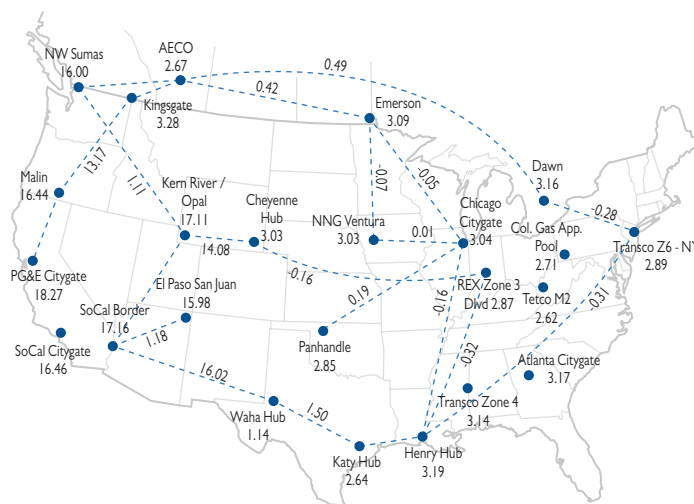 NW Sumas
16.00
AECO
2.67
0.49
0.42
Kingsgate
3.28
Emerson
3.09
13.17
1.11
Malin
16.44
Kern River /
Opal
17.11
14.08
Cheyenne
Hub
3.03
-0.07
-0.05
NNG Ventura
3.03
0.01
Chicago
Citygate
3.04
Dawn
3.16
-0.28
Col. Gas App.
Pool
2.71
Transco Z6 - NY
2.89
PG&E Citygate
18.27
-0.16
El Paso San Juan
15.98
SoCal Border
17.16
1.18
SoCal Citygate
16.46
0.19
Panhandle
2.85
-0.16
REX Zone 3
Dlvd 2.87
-0.31
Tetco M2
2.62
-0.32
Atlanta Citygate
3.17
16.02
Waha Hub
1.14
1.50
Transco Zone 4
3.14
Katy Hub
2.64
Henry Hub
3.19